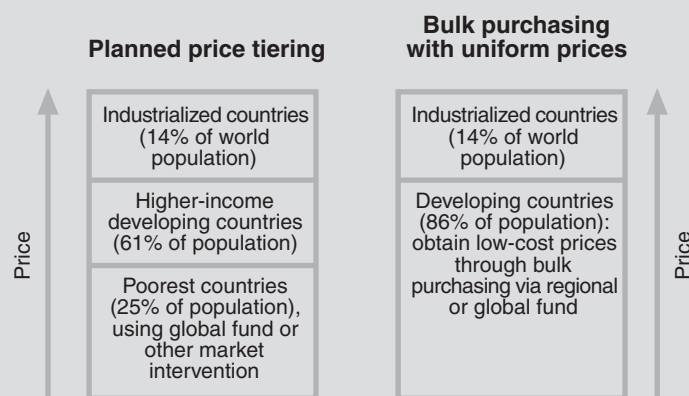 Planned price tiering
Bulk purchasing
with uniform prices
Price
Industrialized countries
(14% of world
population)
Higher-income
developing countries
(61% of population)
Poorest countries
(25% of population),
using global fund or
other market
intervention
Industrialized countries
(14% of world
population)
Developing countries
(86% of population):
obtain low-cost prices
through bulk
purchasing via regional
or global fund
Price